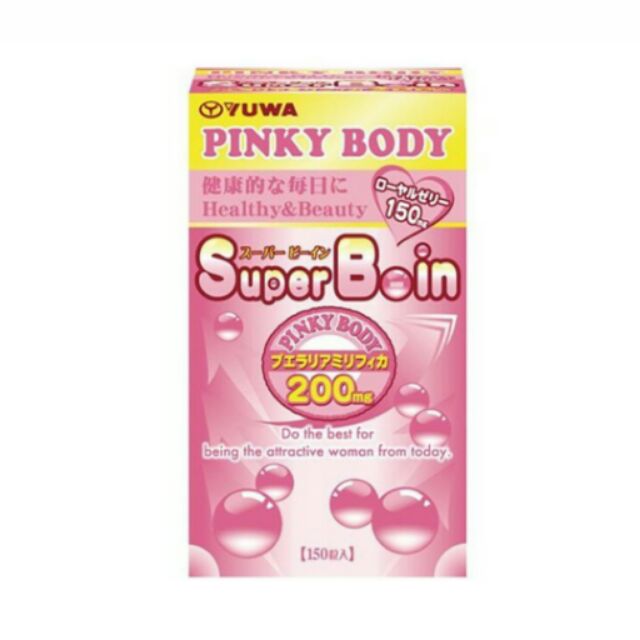 PINKY BODY
YUWA
PINKY BODY
健康的な毎日に
Healthy&Beauty
ローヤルゼリー
150mg
スーパー ビーイン
Super B in
PINKY BODY
プエラリアミリフィカ
200mg
Do the best for
being the attractive woman from today.
【150粒入】